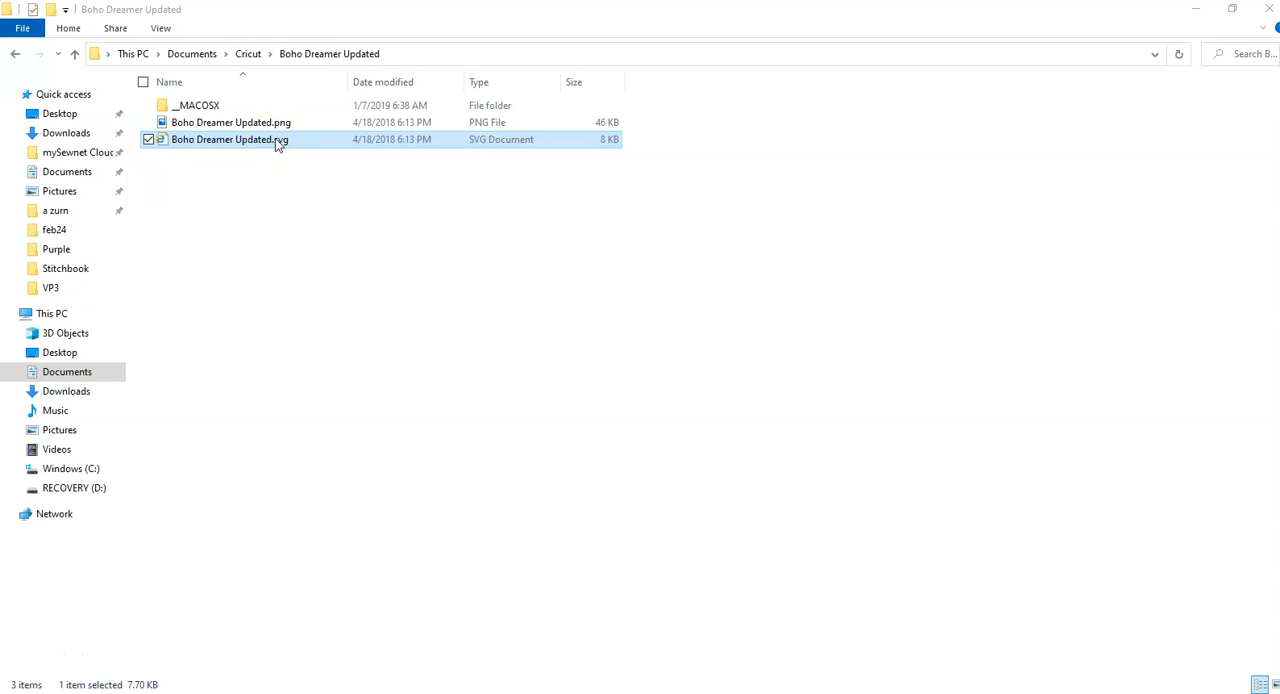 Boho Dreamer Updated
File Home Share View
This PC Documents Cricut Boho Dreamer Updated
Search B...
Name Date modified Type Size
__MACOSX 1/7/2019 6:38 AM File folder
Boho Dreamer Updated.png 4/18/2018 6:13 PM PNG File 46 KB
Boho Dreamer Updated.svg 4/18/2018 6:13 PM SVG Document 8 KB
Quick access
Desktop
Downloads
mySewnet Clouc
Documents
Pictures
a zurn
feb24
Purple
Stitchbook
VP3
This PC
3D Objects
Desktop
Documents
Downloads
Music
Pictures
Videos
Windows (C:)
RECOVERY (D:)
Network
3 items 1 item selected 7.70 KB